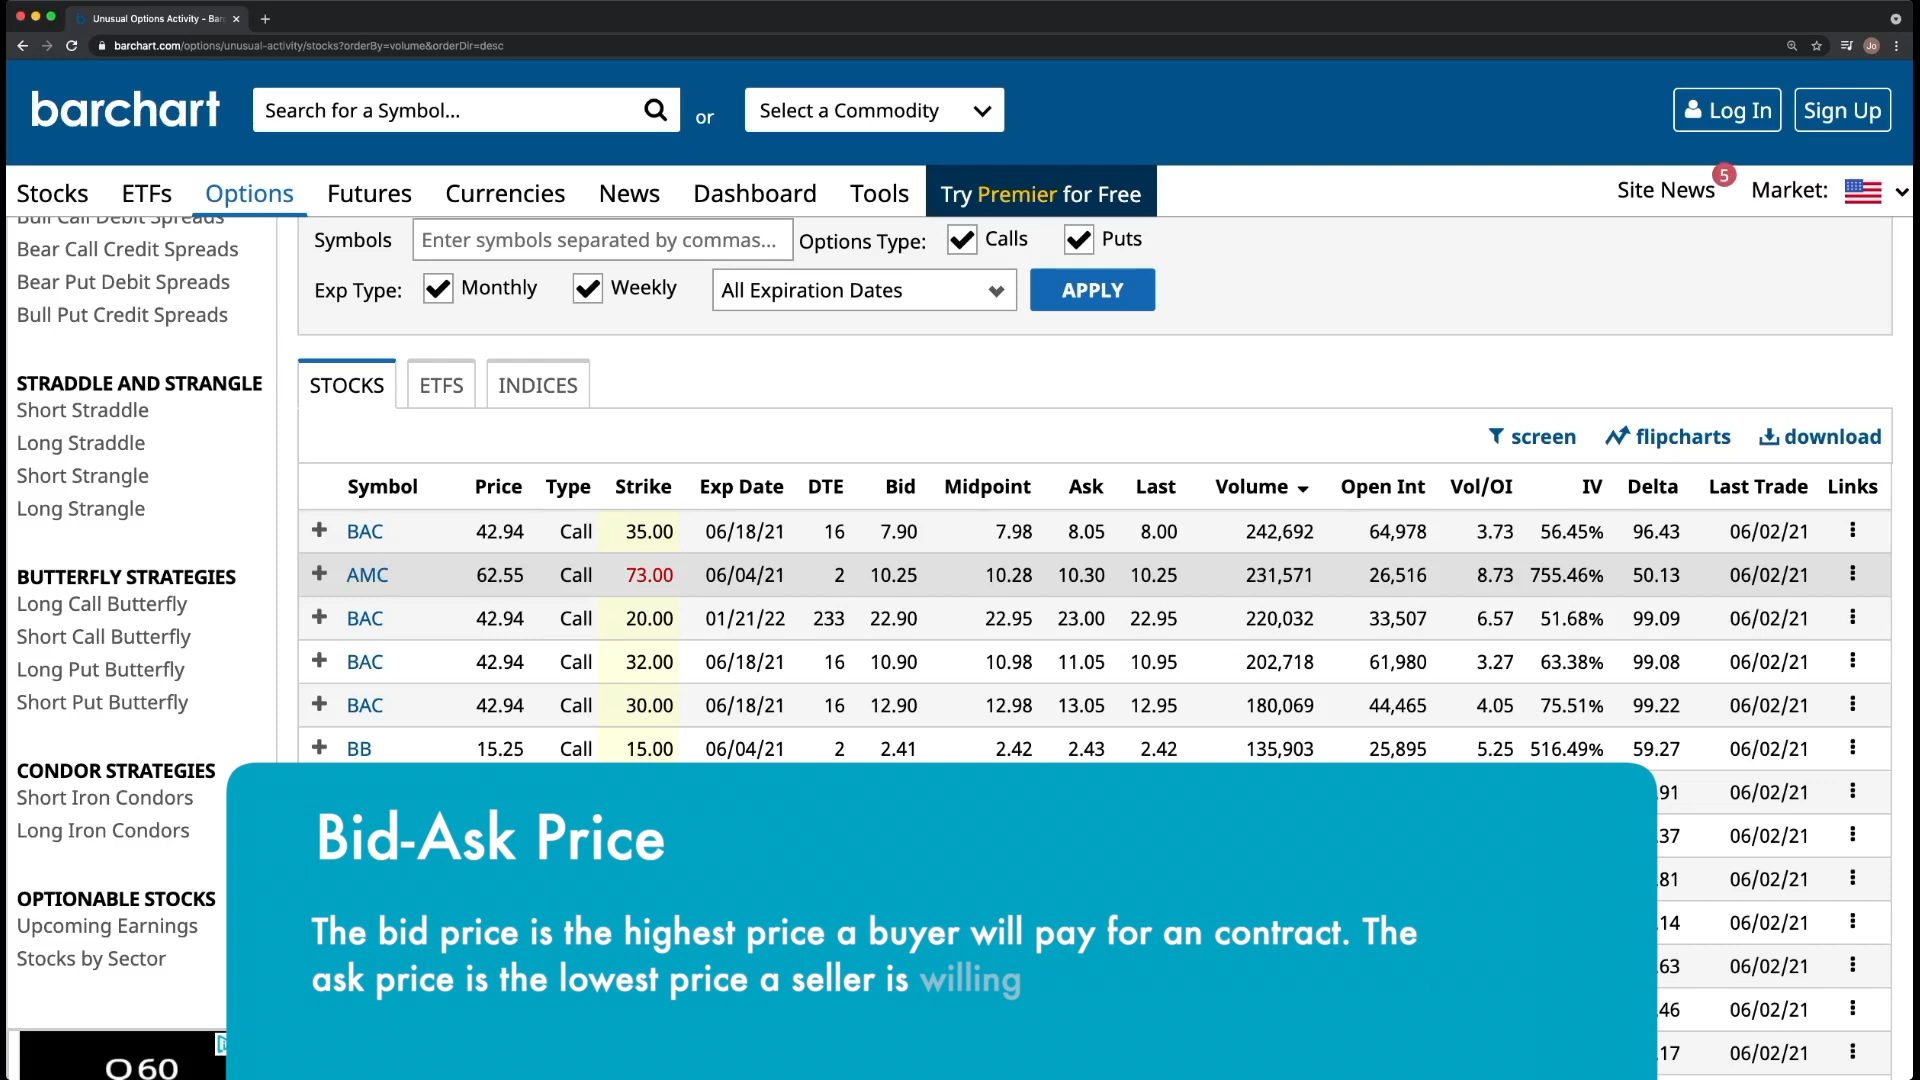 Unusual Options Activity - Barc
barchart.com/options/unusual-activity/stocks?orderBy=volume&orderDir=desc
Jo
barchart
Search for a Symbol...
or
Select a Commodity
Log In
Sign Up
Stocks ETFs Options Futures Currencies News Dashboard Tools Try Premier for Free
Site News 5 Market:
Bull Call Debit Spreads
Bear Call Credit Spreads
Bear Put Debit Spreads
Bull Put Credit Spreads
STRADDLE AND STRANGLE
Short Straddle
Long Straddle
Short Strangle
Long Strangle
BUTTERFLY STRATEGIES
Long Call Butterfly
Short Call Butterfly
Long Put Butterfly
Short Put Butterfly
CONDOR STRATEGIES
Short Iron Condors
Long Iron Condors
OPTIONABLE STOCKS
Upcoming Earnings
Stocks by Sector
Q60
Symbols Enter symbols separated by commas... Options Type: Calls Puts
Exp Type: Monthly Weekly All Expiration Dates APPLY
STOCKS ETFS INDICES
screen flipcharts download
Symbol Price Type Strike Exp Date DTE Bid Midpoint Ask Last Volume Open Int Vol/OI IV Delta Last Trade Links
BAC 42.94 Call 35.00 06/18/21 16 7.90 7.98 8.05 8.00 242,692 64,978 3.73 56.45% 96.43 06/02/21
AMC 62.55 Call 73.00 06/04/21 2 10.25 10.28 10.30 10.25 231,571 26,516 8.73 755.46% 50.13 06/02/21
BAC 42.94 Call 20.00 01/21/22 233 22.90 22.95 23.00 22.95 220,032 33,507 6.57 51.68% 99.09 06/02/21
BAC 42.94 Call 32.00 06/18/21 16 10.90 10.98 11.05 10.95 202,718 61,980 3.27 63.38% 99.08 06/02/21
BAC 42.94 Call 30.00 06/18/21 16 12.90 12.98 13.05 12.95 180,069 44,465 4.05 75.51% 99.22 06/02/21
BB 15.25 Call 15.00 06/04/21 2 2.41 2.42 2.43 2.42 135,903 25,895 5.25 516.49% 59.27 06/02/21
.91 06/02/21
.37 06/02/21
.81 06/02/21
.14 06/02/21
.63 06/02/21
.46 06/02/21
.17 06/02/21
Bid-Ask Price
The bid price is the highest price a buyer will pay for an contract. The
ask price is the lowest price a seller is willing